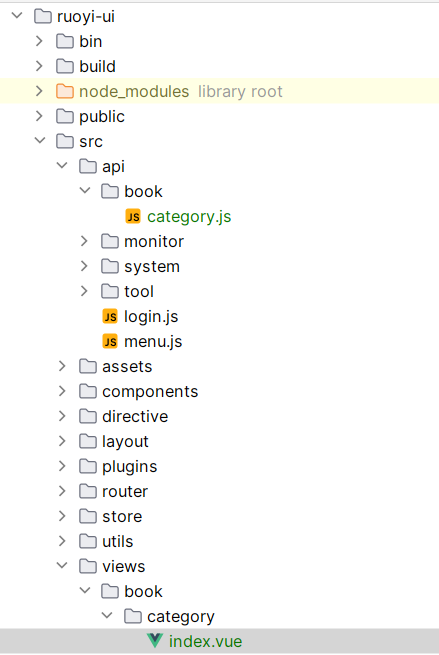 ruoyi-ui
bin
build
node_modules library root
public
src
api
book
JS category.js
monitor
system
tool
JS login.js
JS menu.js
assets
components
directive
layout
plugins
router
store
utils
views
book
category
index.vue